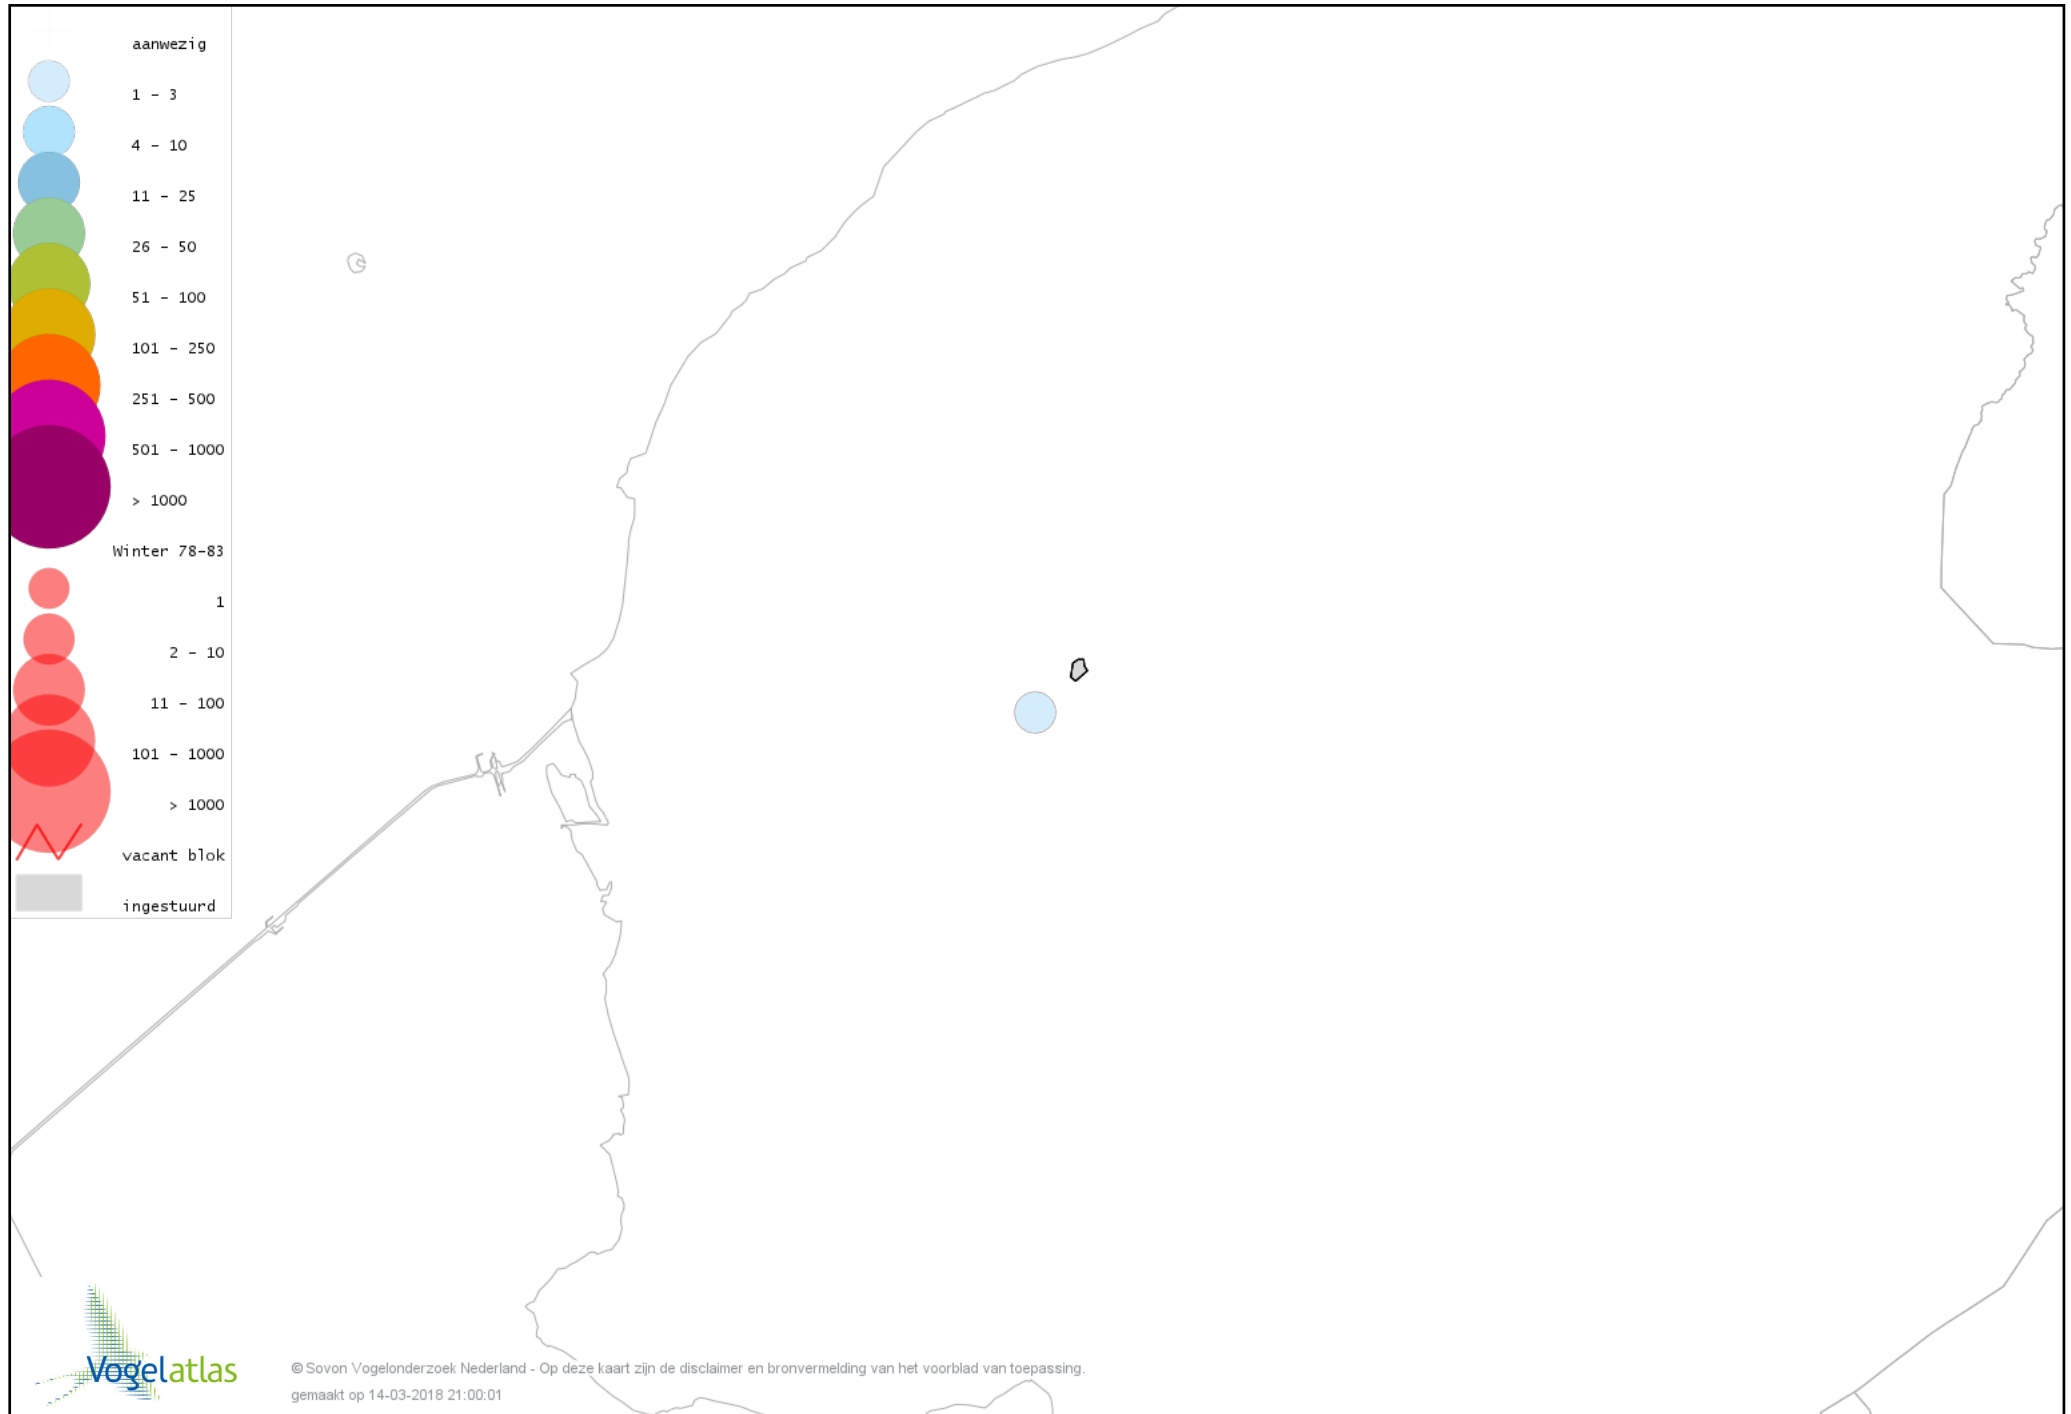 aanwezig
1 - 3
4 - 10
11 - 25
26 - 50
51 - 100
101 - 250
251 - 500
501 - 1000
> 1000
Winter 78-83
1
2 - 10
11 - 100
101 - 1000
> 1000
vacant blok
ingestuurd
Vogelatlas
© Sovon Vogelonderzoek Nederland - Op deze kaart zijn de disclaimer en bronvermelding van het voorblad van toepassing.
gemaakt op 14-03-2018 21:00:01